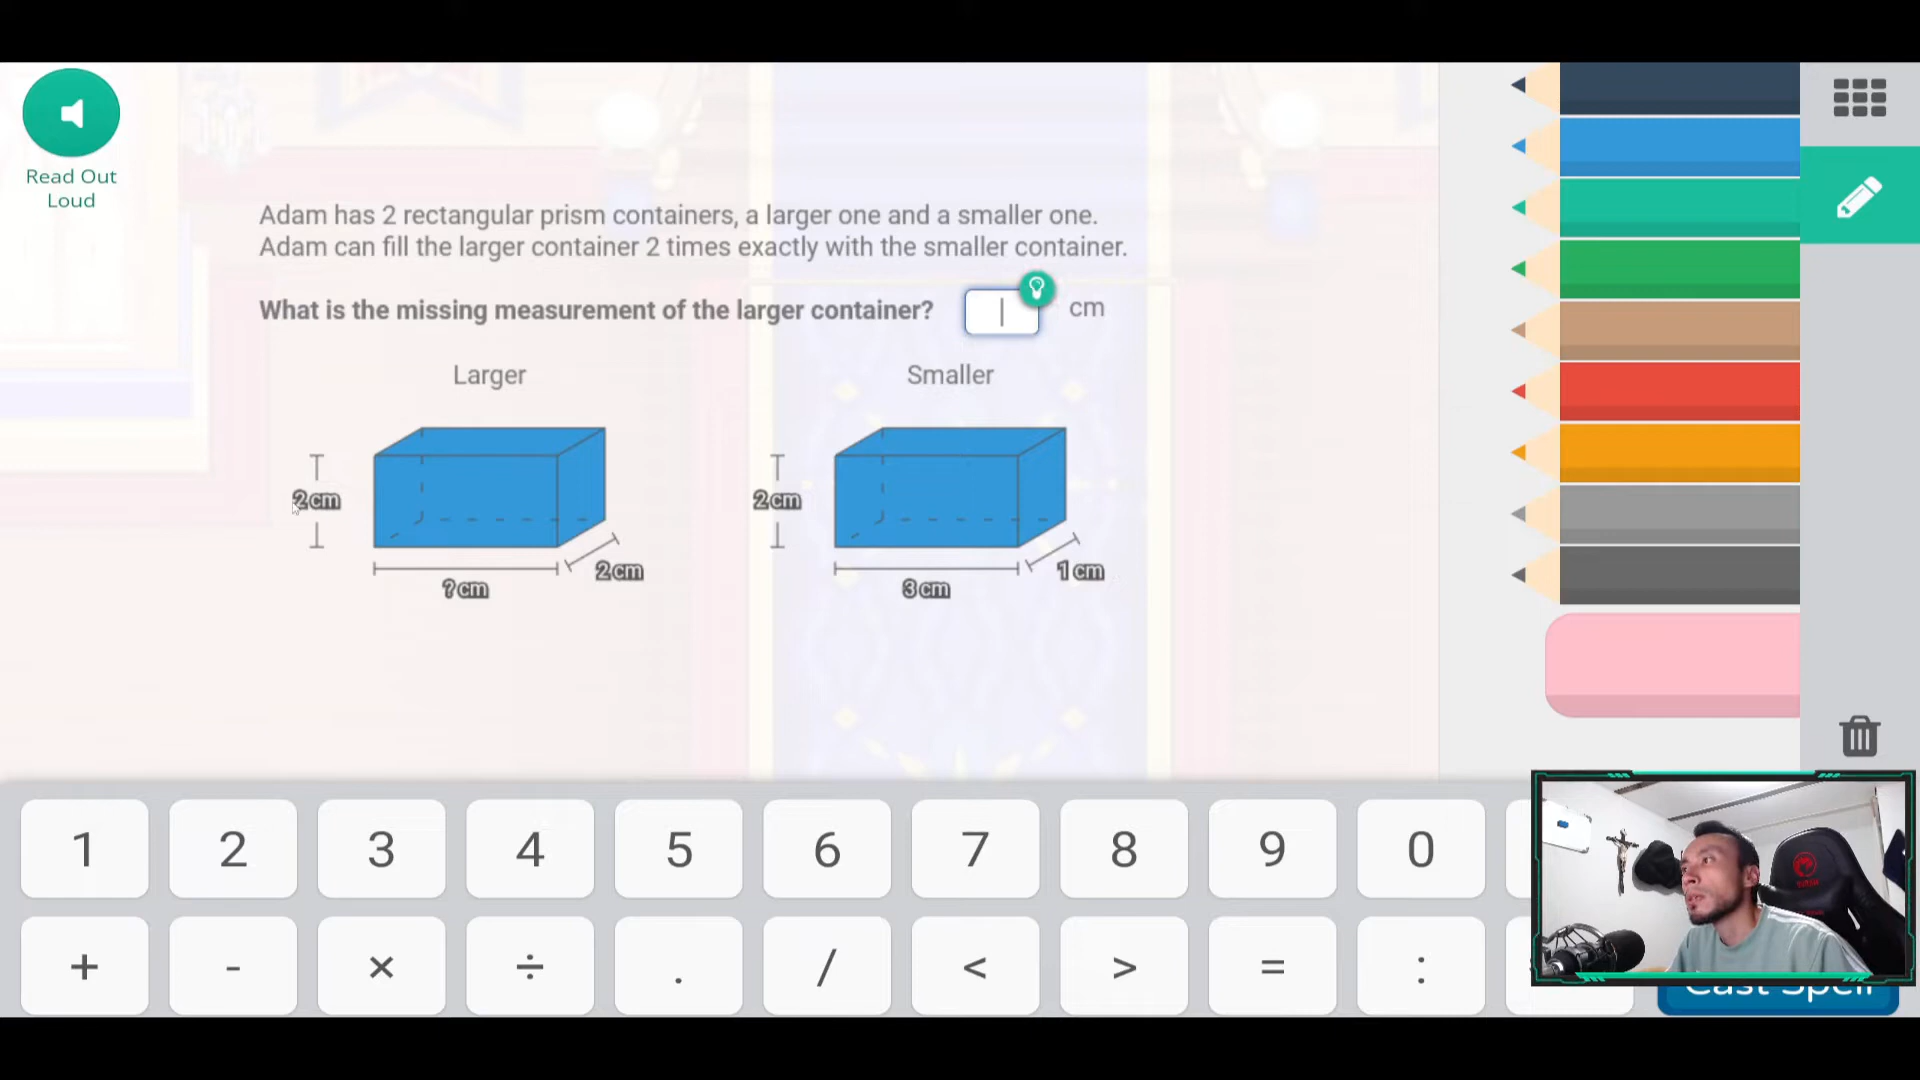 Read Out
Loud
Adam has 2 rectangular prism containers, a larger one and a smaller one.
Adam can fill the larger container 2 times exactly with the smaller container.
What is the missing measurement of the larger container?
cm
Larger
Smaller
2 cm
? cm
2 cm
2 cm
3 cm
1 cm
1 2 3 4 5 6 7 8 9 0
+ - × ÷ . / < > = :
Cast Spell